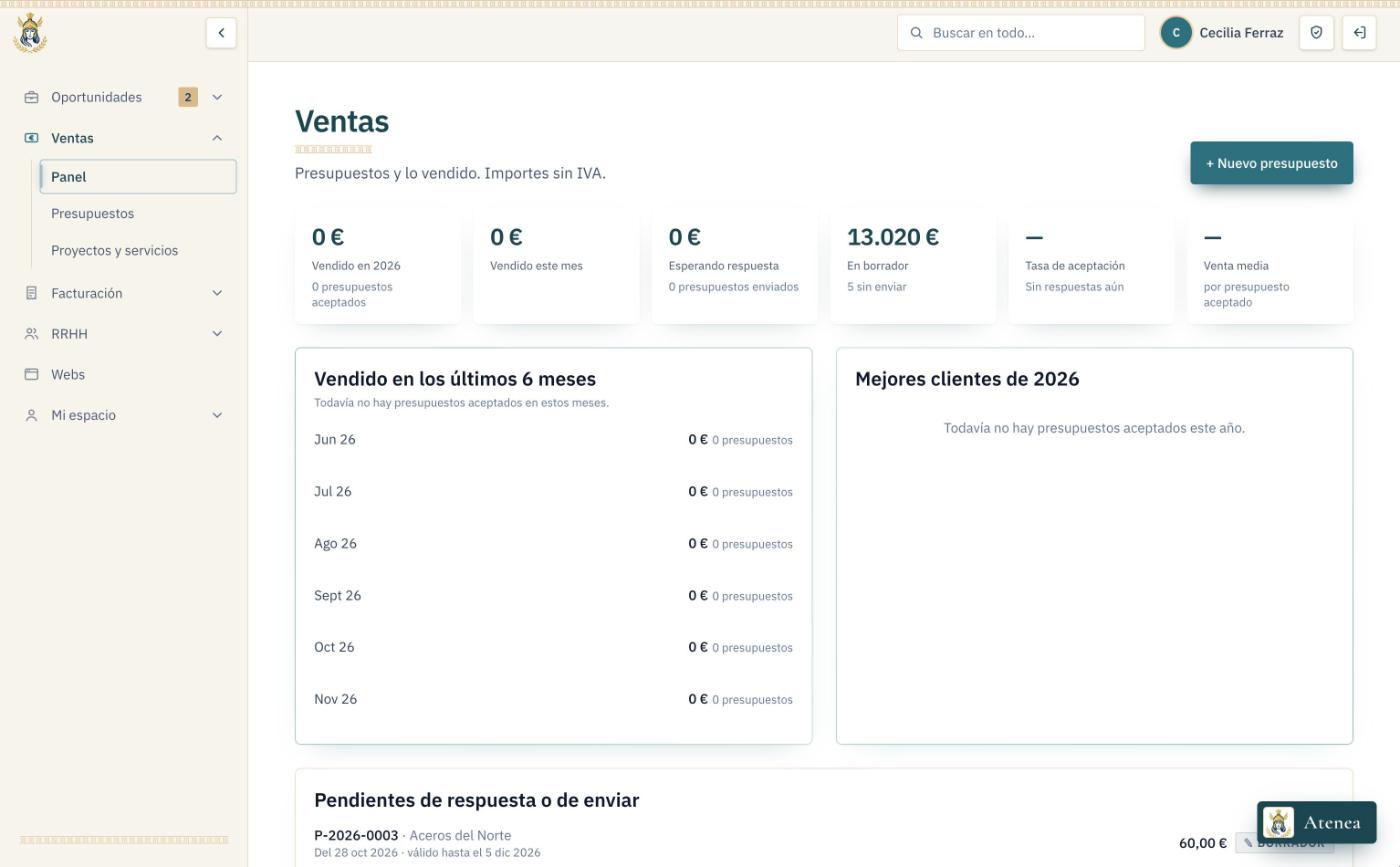 Buscar en todo...
C
Cecilia Ferraz
Oportunidades
2
Ventas
Panel
Presupuestos
Proyectos y servicios
Facturación
RRHH
Webs
Mi espacio
Ventas
Presupuestos y lo vendido. Importes sin IVA.
+ Nuevo presupuesto
0 €
Vendido en 2026
0 presupuestos
aceptados
0 €
Vendido este mes
0 €
Esperando respuesta
0 presupuestos enviados
13.020 €
En borrador
5 sin enviar
—
Tasa de aceptación
Sin respuestas aún
—
Venta media
por presupuesto
aceptado
Vendido en los últimos 6 meses
Todavía no hay presupuestos aceptados en estos meses.
Jun 26 0 € 0 presupuestos
Jul 26 0 € 0 presupuestos
Ago 26 0 € 0 presupuestos
Sept 26 0 € 0 presupuestos
Oct 26 0 € 0 presupuestos
Nov 26 0 € 0 presupuestos
Mejores clientes de 2026
Todavía no hay presupuestos aceptados este año.
Pendientes de respuesta o de enviar
P-2026-0003 · Aceros del Norte
Del 28 oct 2026 · válido hasta el 5 dic 2026
60,00 €
Atenea